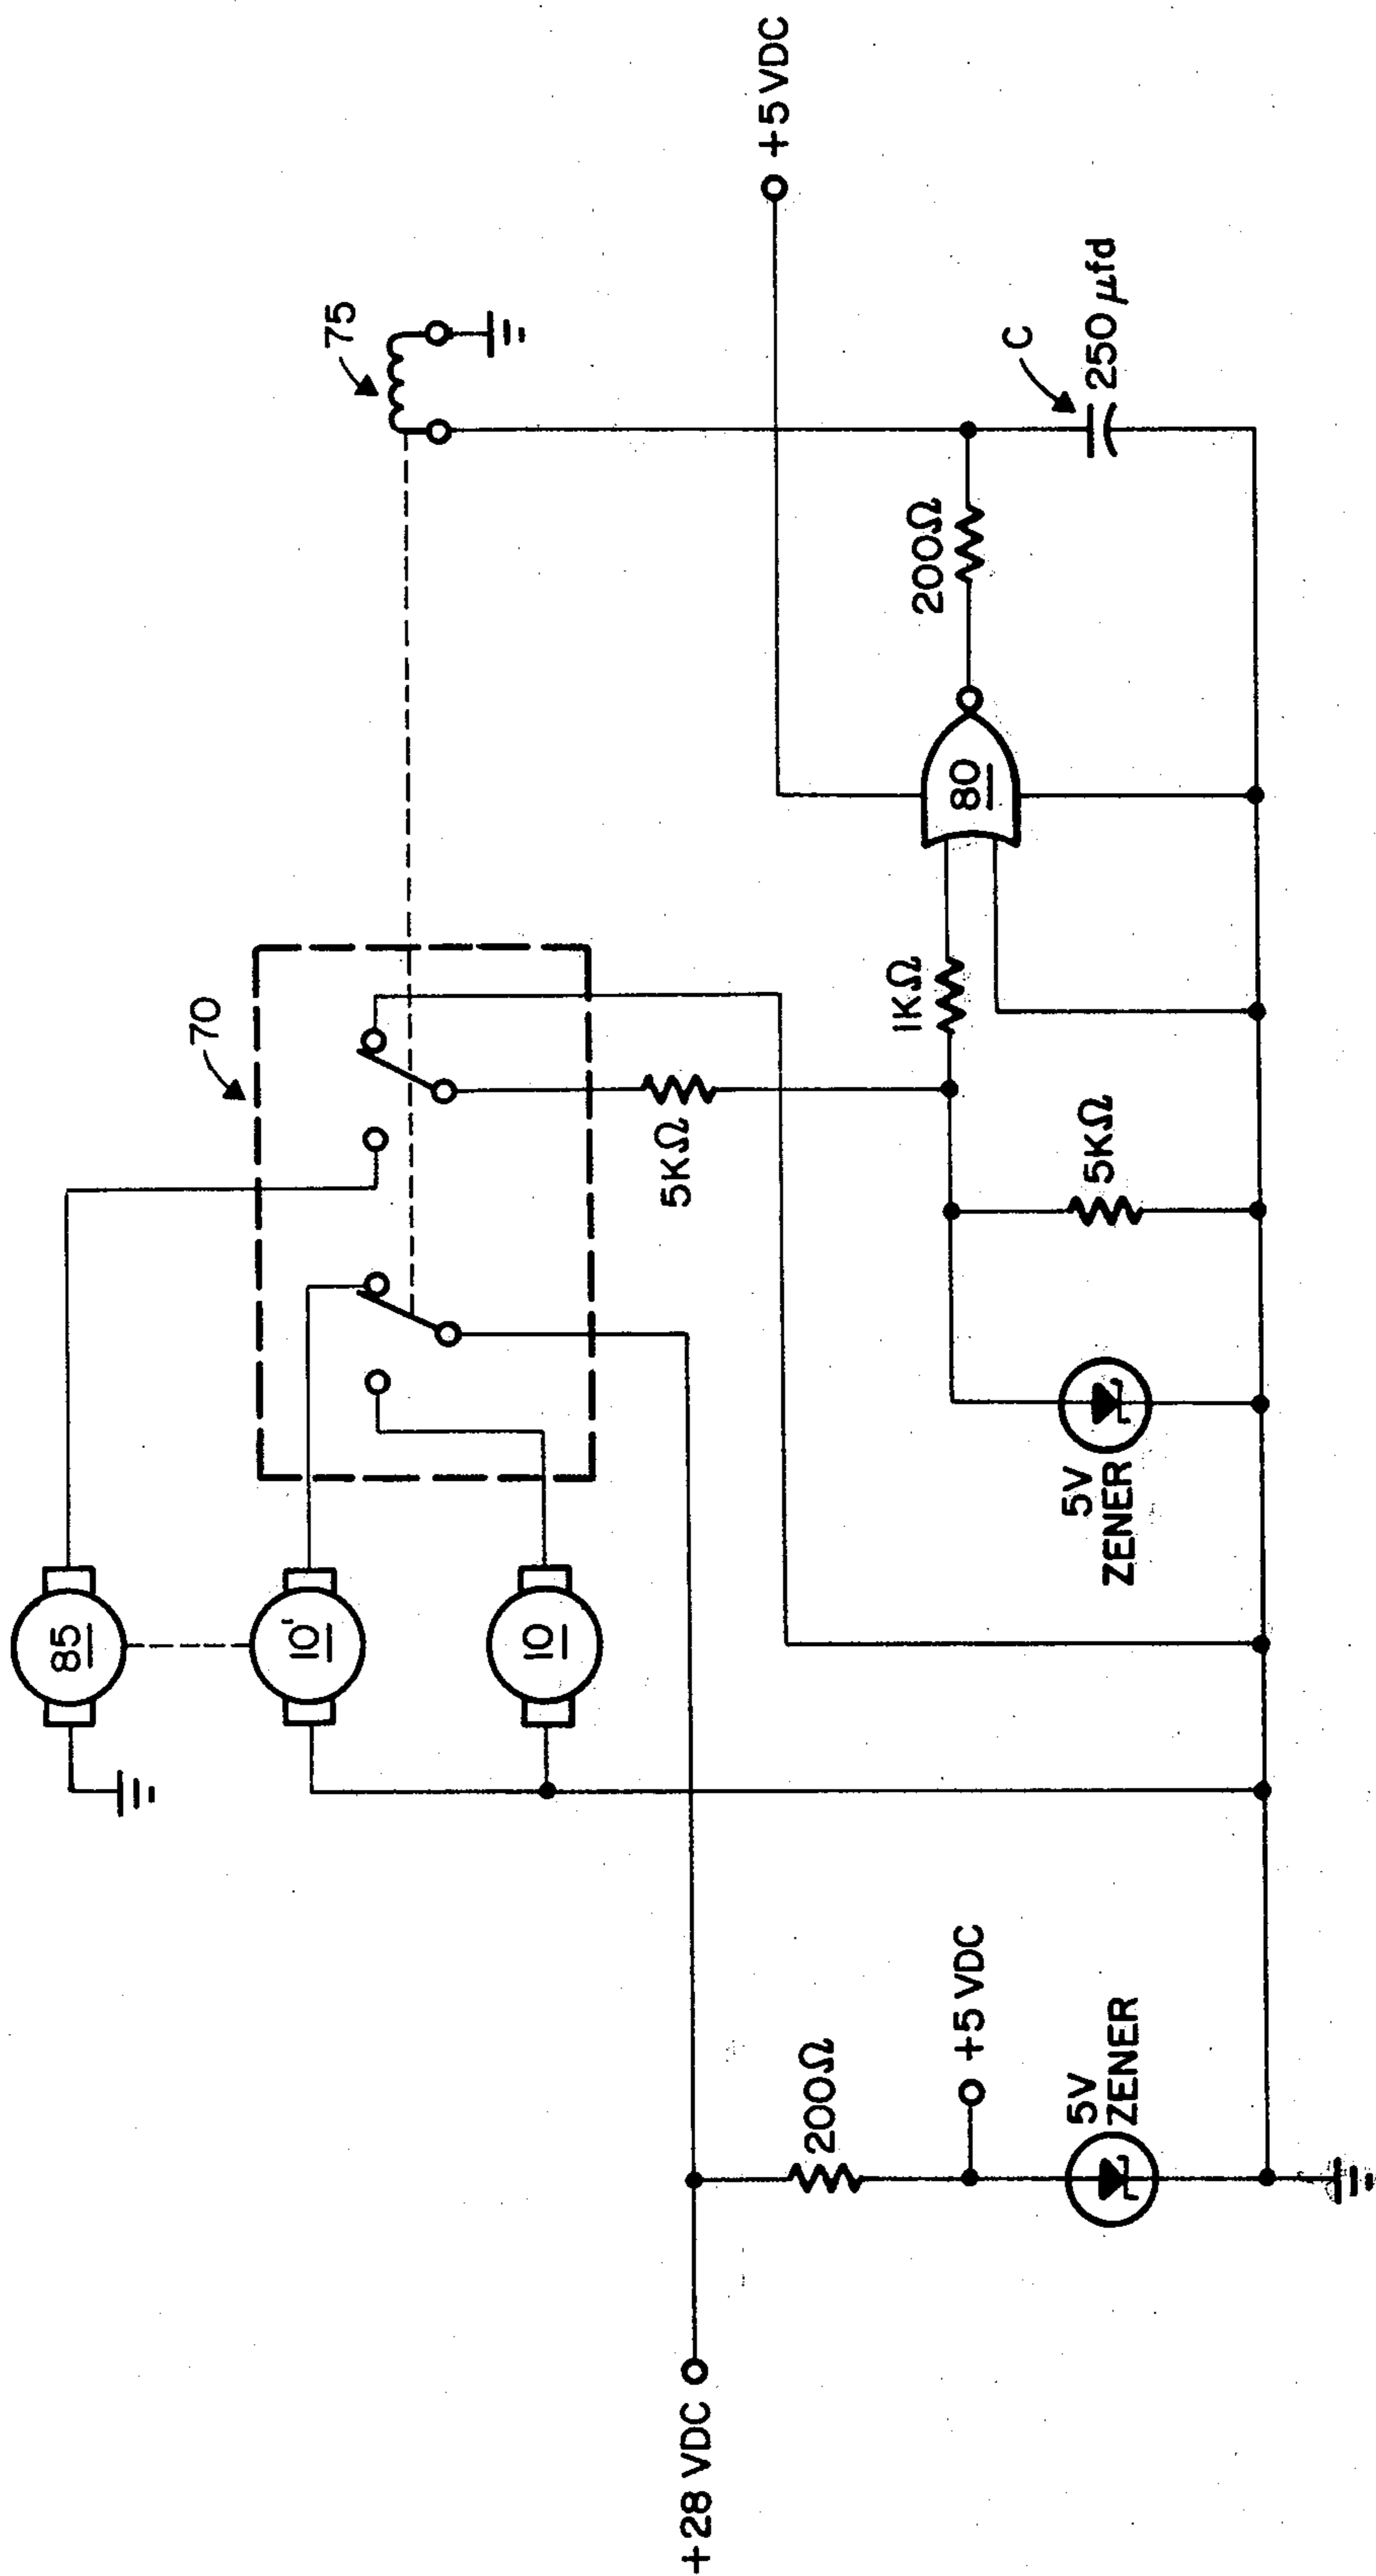 85
10'
10
70
75
+28 VDC
200Ω
+5 VDC
5V
ZENER
5KΩ
5V
ZENER
5KΩ
1KΩ
80
200Ω
+5 VDC
C
250 μfd